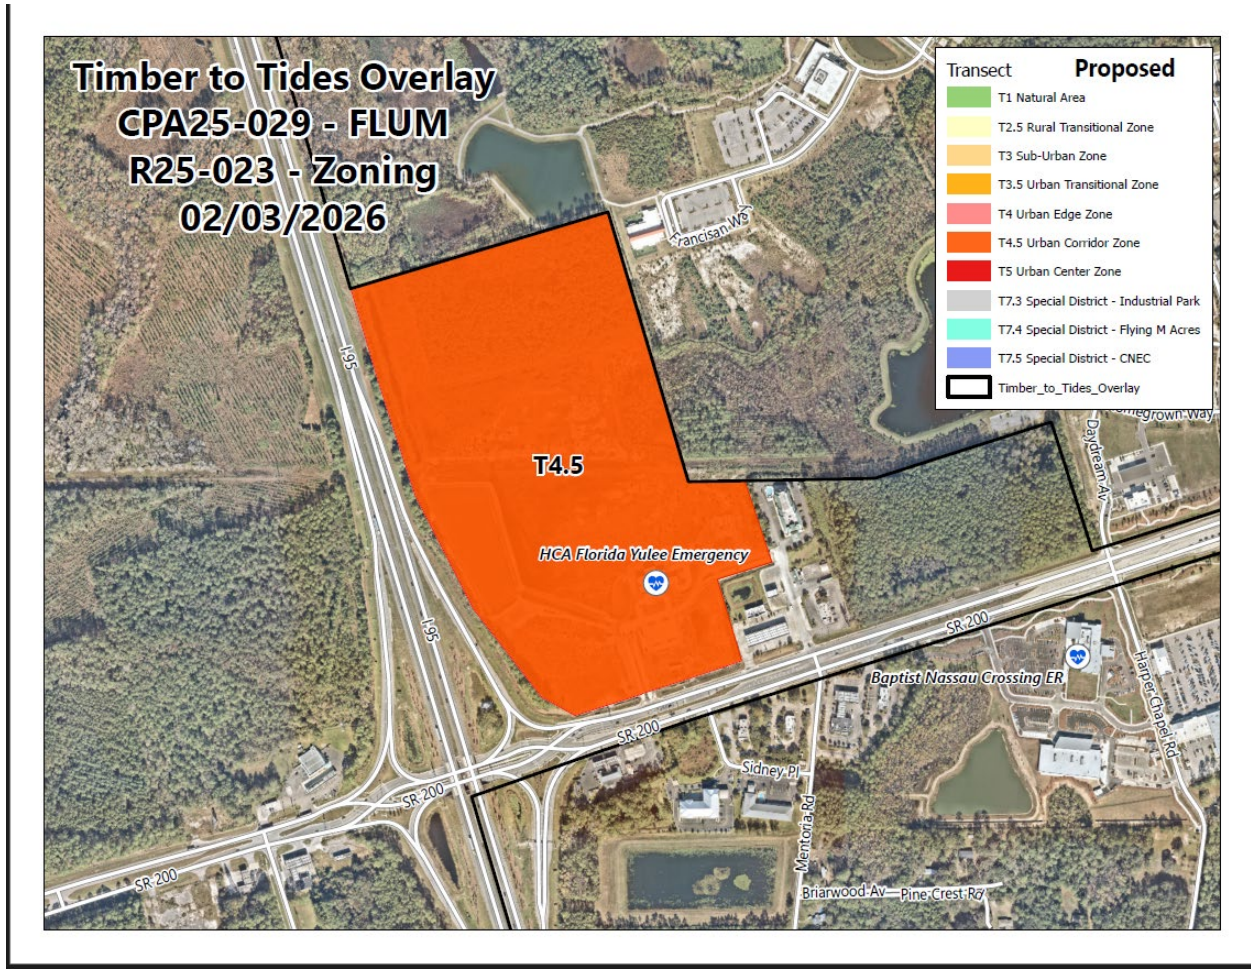 Timber to Tides Overlay
CPA25-029 - FLUM
R25-023 - Zoning
02/03/2026
Transect Proposed
T1 Natural Area
T2.5 Rural Transitional Zone
T3 Sub-Urban Zone
T3.5 Urban Transitional Zone
T4 Urban Edge Zone
T4.5 Urban Corridor Zone
T5 Urban Center Zone
T7.3 Special District - Industrial Park
T7.4 Special District - Flying M Acres
T7.5 Special District - CNEC
Timber_to_Tides_Overlay
Francisan Way
I-95
Daydream Av
T4.5
HCA Florida Yulee Emergency
I-95
SR 200
Baptist Nassau Crossing ER
Harper Chapel Rd
SR 200
Sidney Pl
Mentoria Rd
SR 200
SR 200
Briarwood Av
Pine Crest Rd